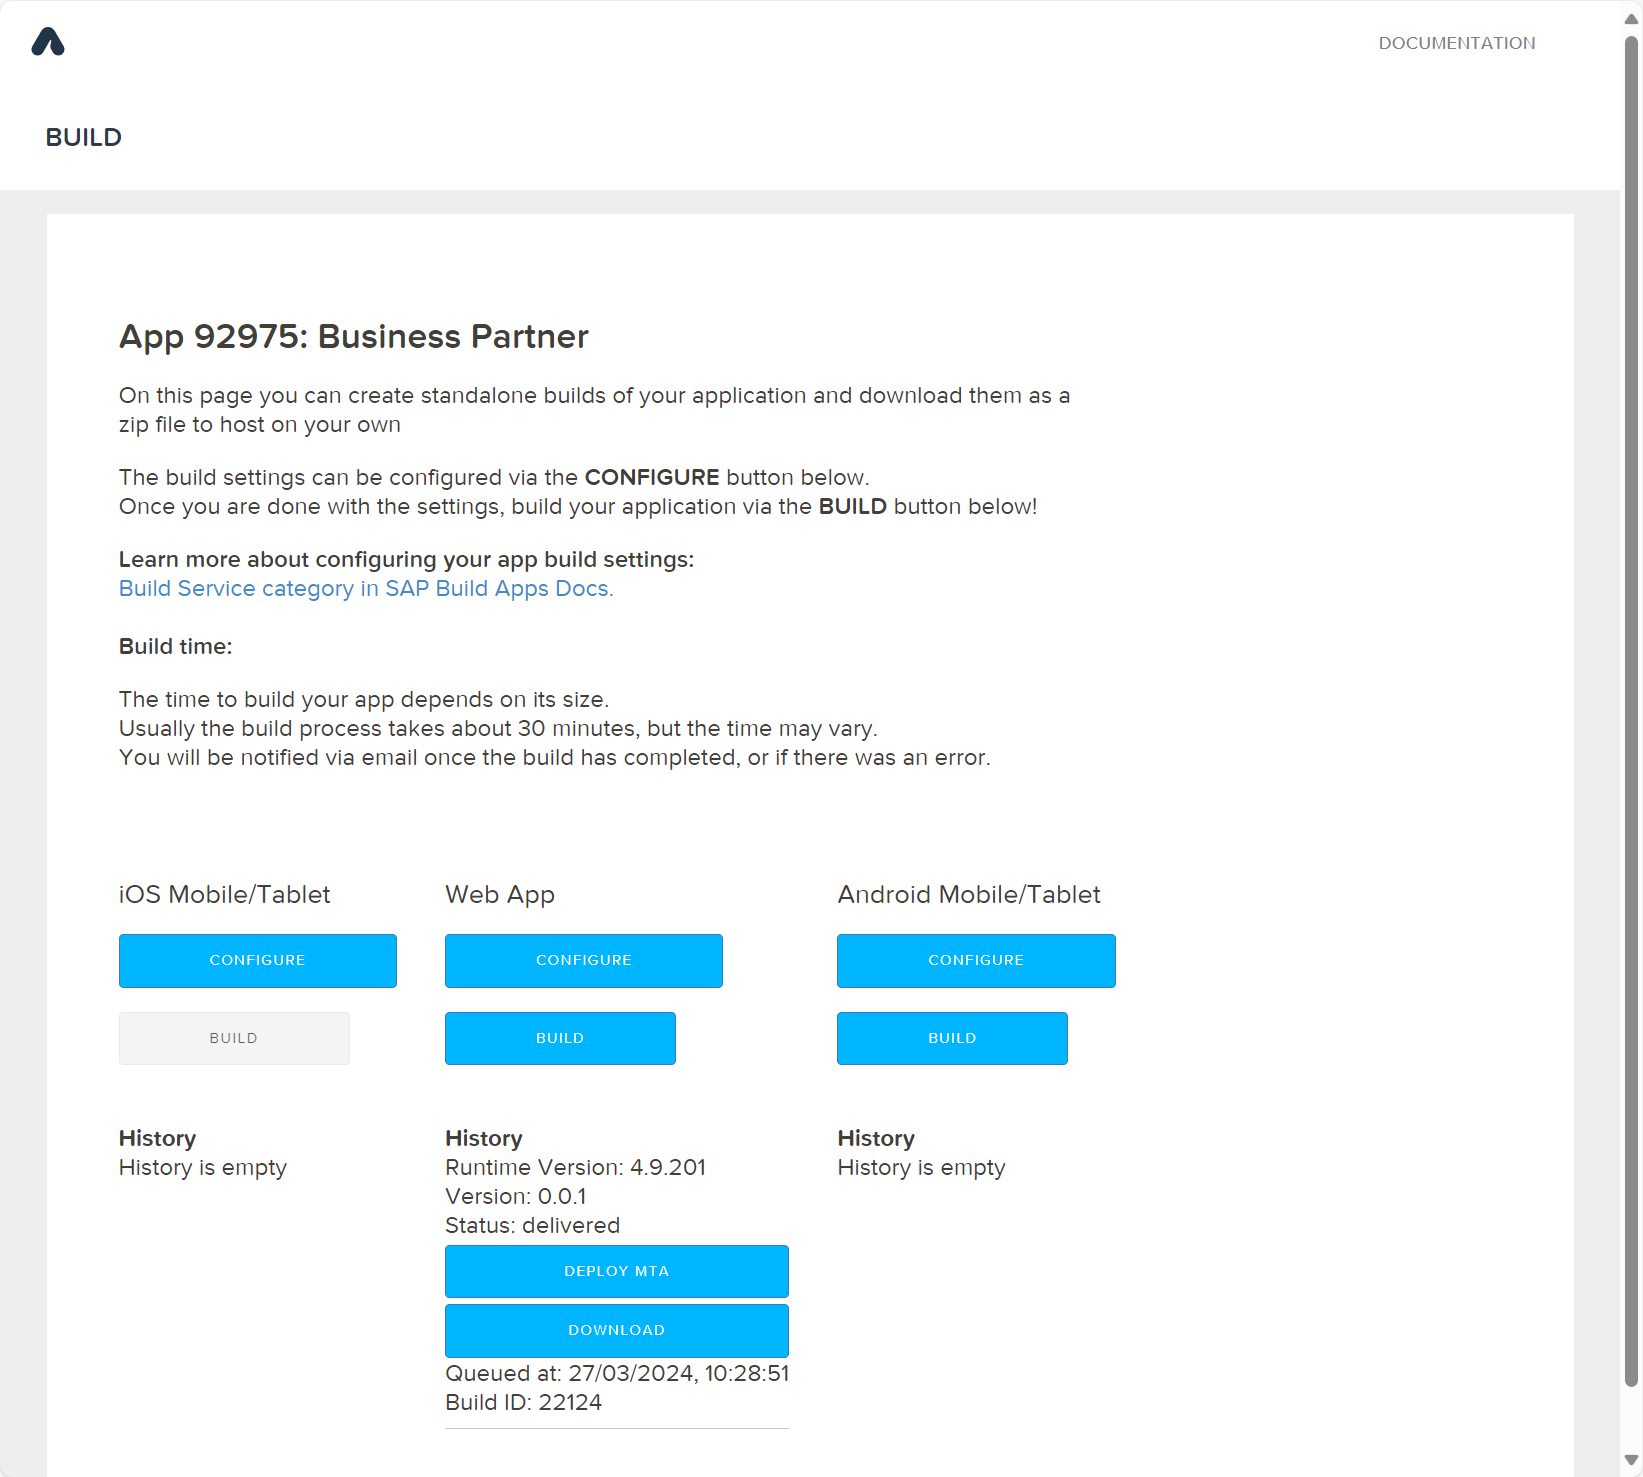 DOCUMENTATION
BUILD
App 92975: Business Partner
On this page you can create standalone builds of your application and download them as a
zip file to host on your own
The build settings can be configured via the CONFIGURE button below.
Once you are done with the settings, build your application via the BUILD button below!
Learn more about configuring your app build settings:
Build Service category in SAP Build Apps Docs.
Build time:
The time to build your app depends on its size.
Usually the build process takes about 30 minutes, but the time may vary.
You will be notified via email once the build has completed, or if there was an error.
iOS Mobile/Tablet
CONFIGURE
BUILD
History
History is empty
Web App
CONFIGURE
BUILD
History
Runtime Version: 4.9.201
Version: 0.0.1
Status: delivered
DEPLOY MTA
DOWNLOAD
Queued at: 27/03/2024, 10:28:51
Build ID: 22124
Android Mobile/Tablet
CONFIGURE
BUILD
History
History is empty